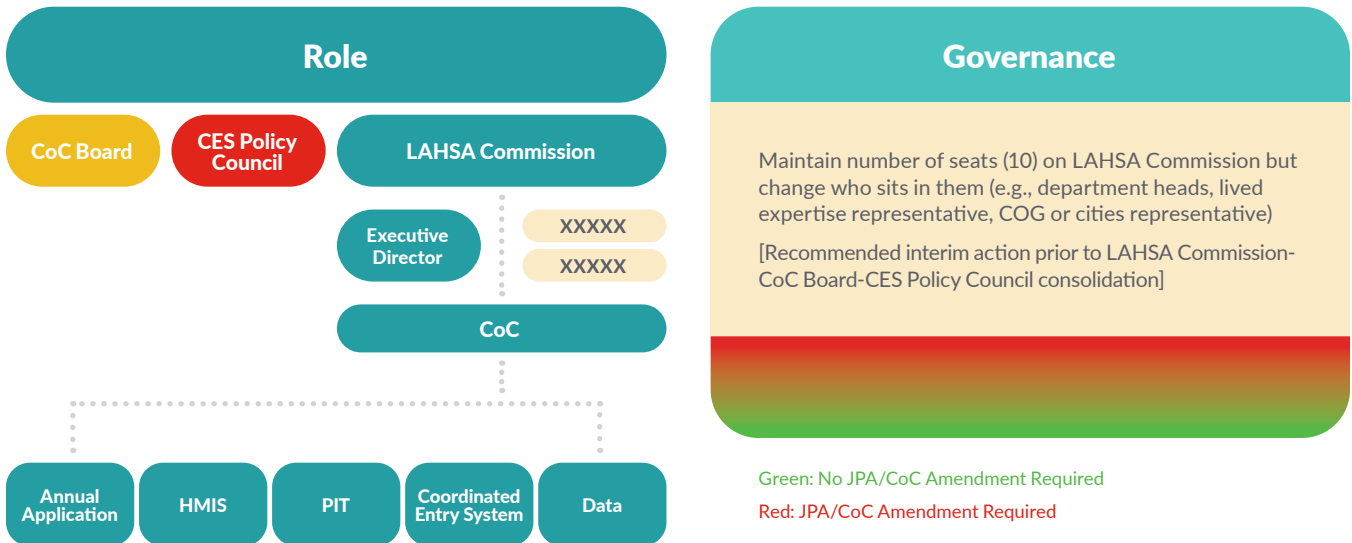 Role
CoC Board
CES Policy
Council
LAHSA Commission
Executive
Director
XXXXX
XXXXX
CoC
Annual
Application
HMIS
PIT
Coordinated
Entry System
Data
Governance
Maintain number of seats (10) on LAHSA Commission but
change who sits in them (e.g., department heads, lived
expertise representative, COG or cities representative)
[Recommended interim action prior to LAHSA Commission-
CoC Board-CES Policy Council consolidation]
Green: No JPA/CoC Amendment Required
Red: JPA/CoC Amendment Required